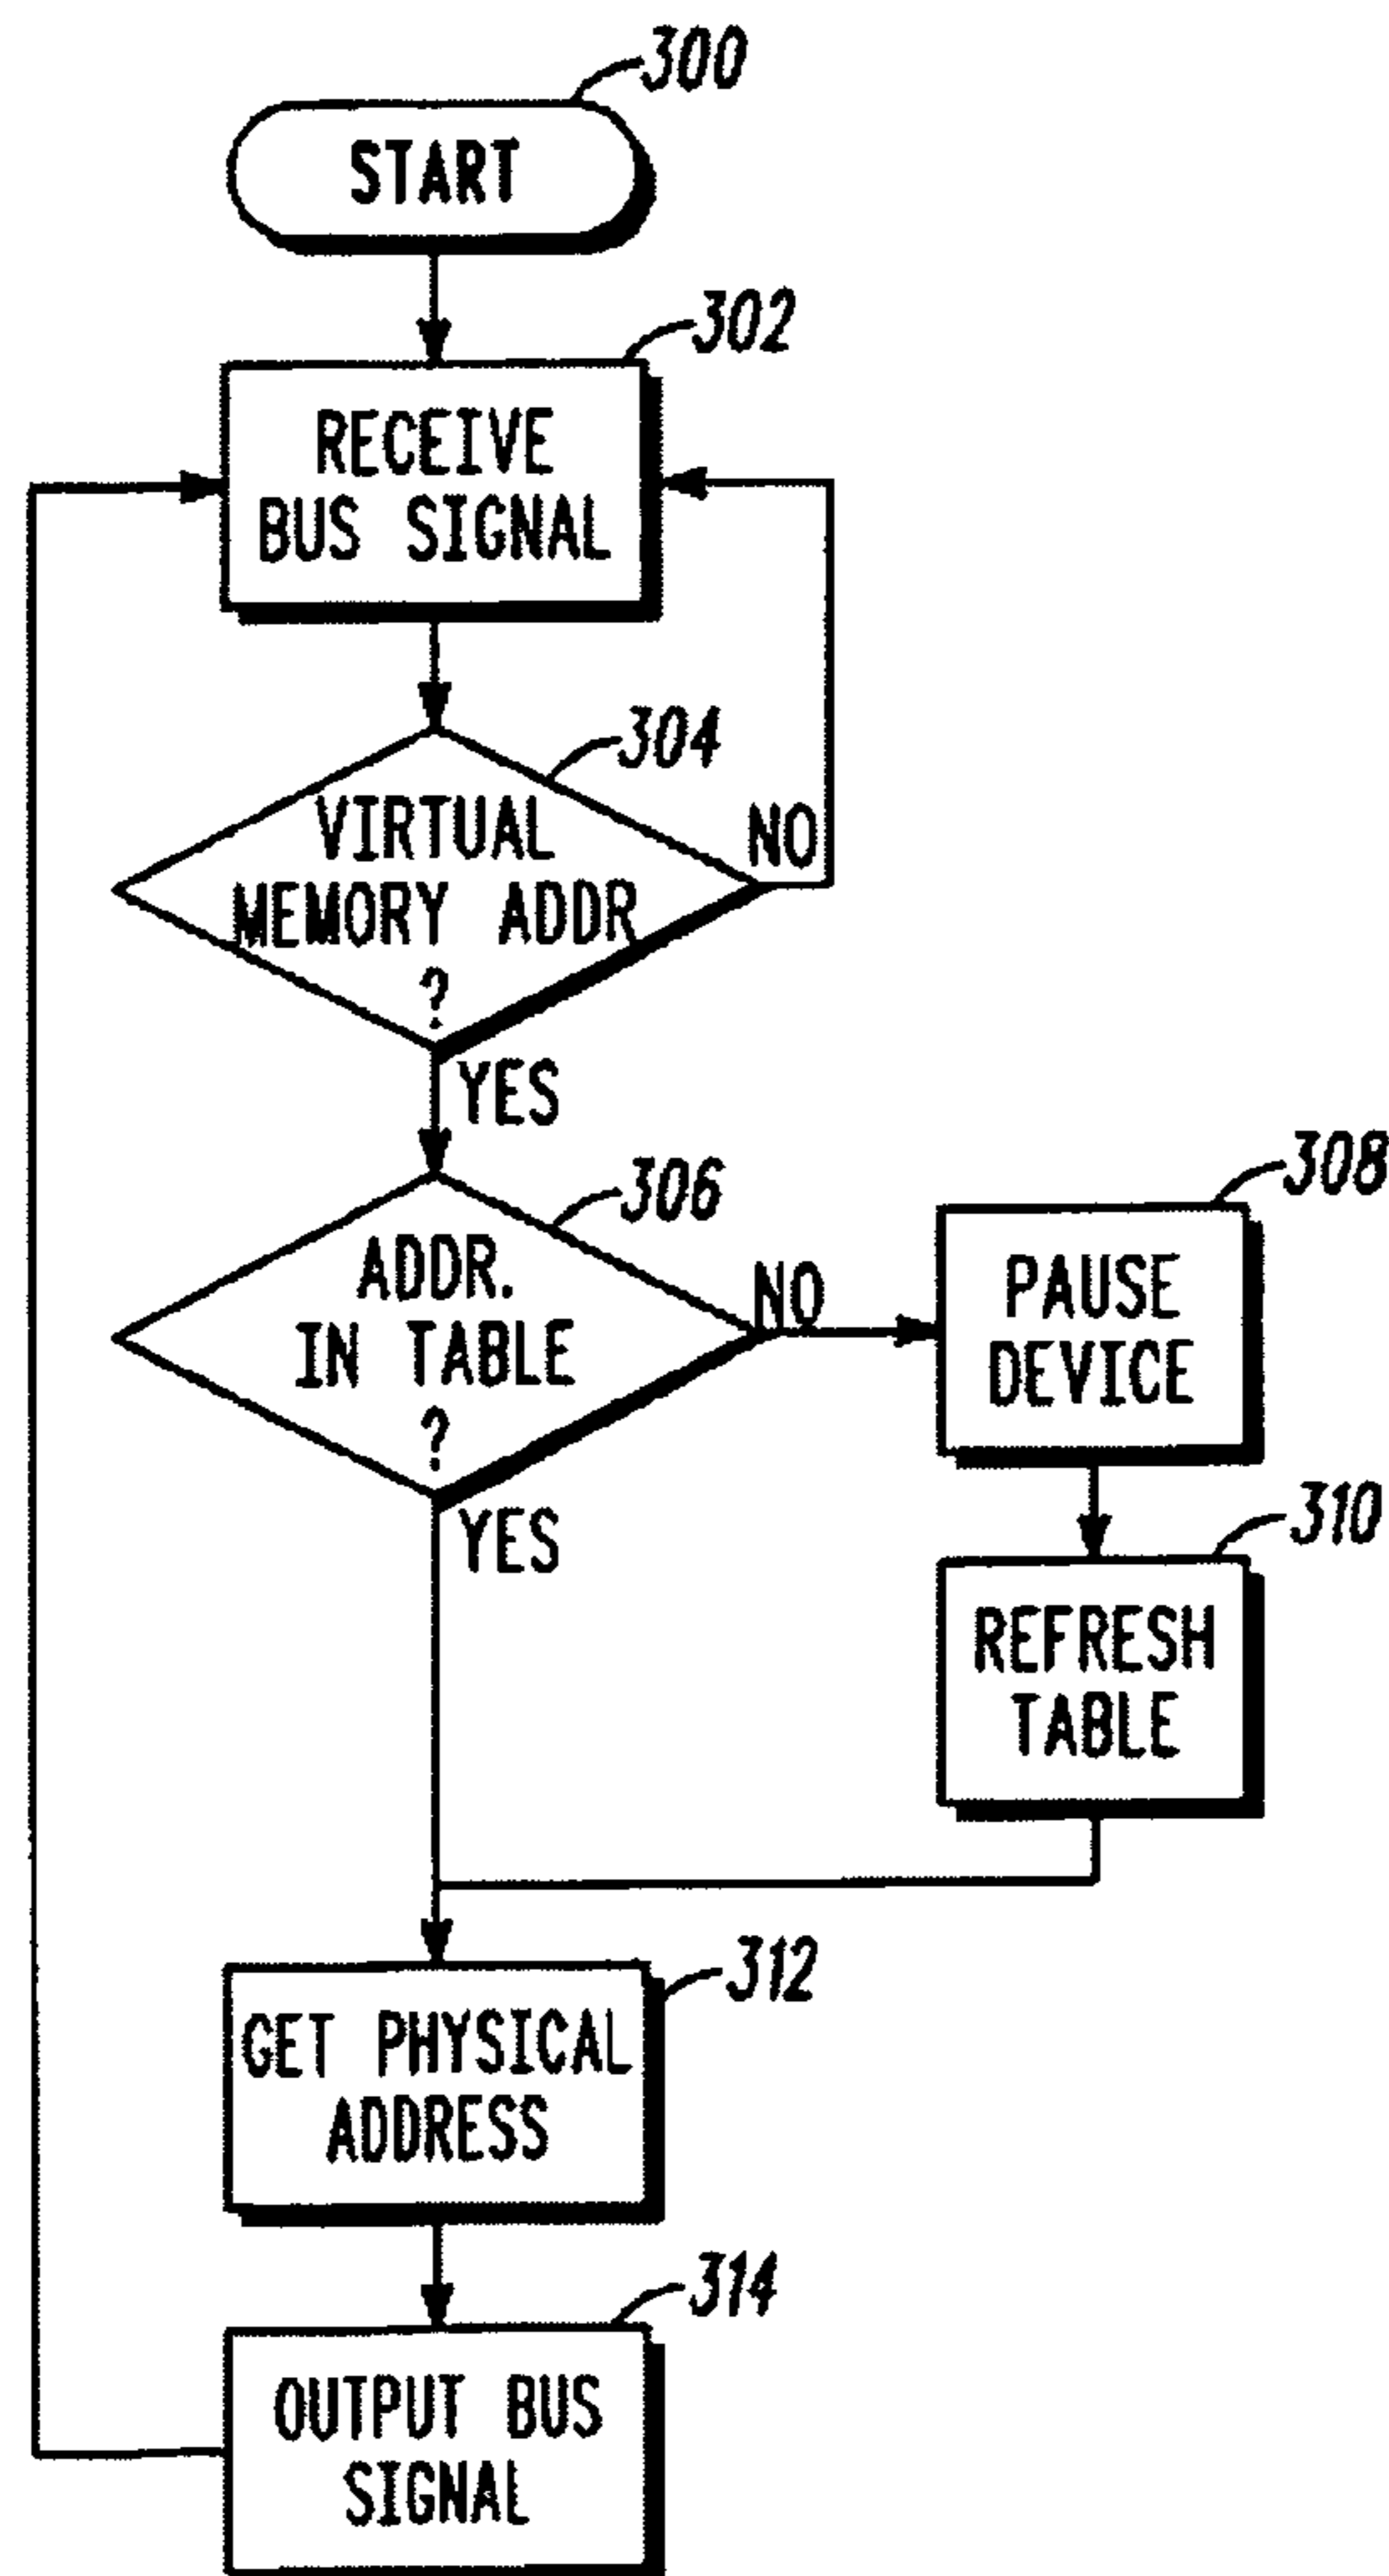 300
START
302
RECEIVE
BUS SIGNAL
304
VIRTUAL
MEMORY ADDR
?
NO
YES
306
ADDR.
IN TABLE
?
NO
YES
308
PAUSE
DEVICE
310
REFRESH
TABLE
312
GET PHYSICAL
ADDRESS
314
OUTPUT BUS
SIGNAL